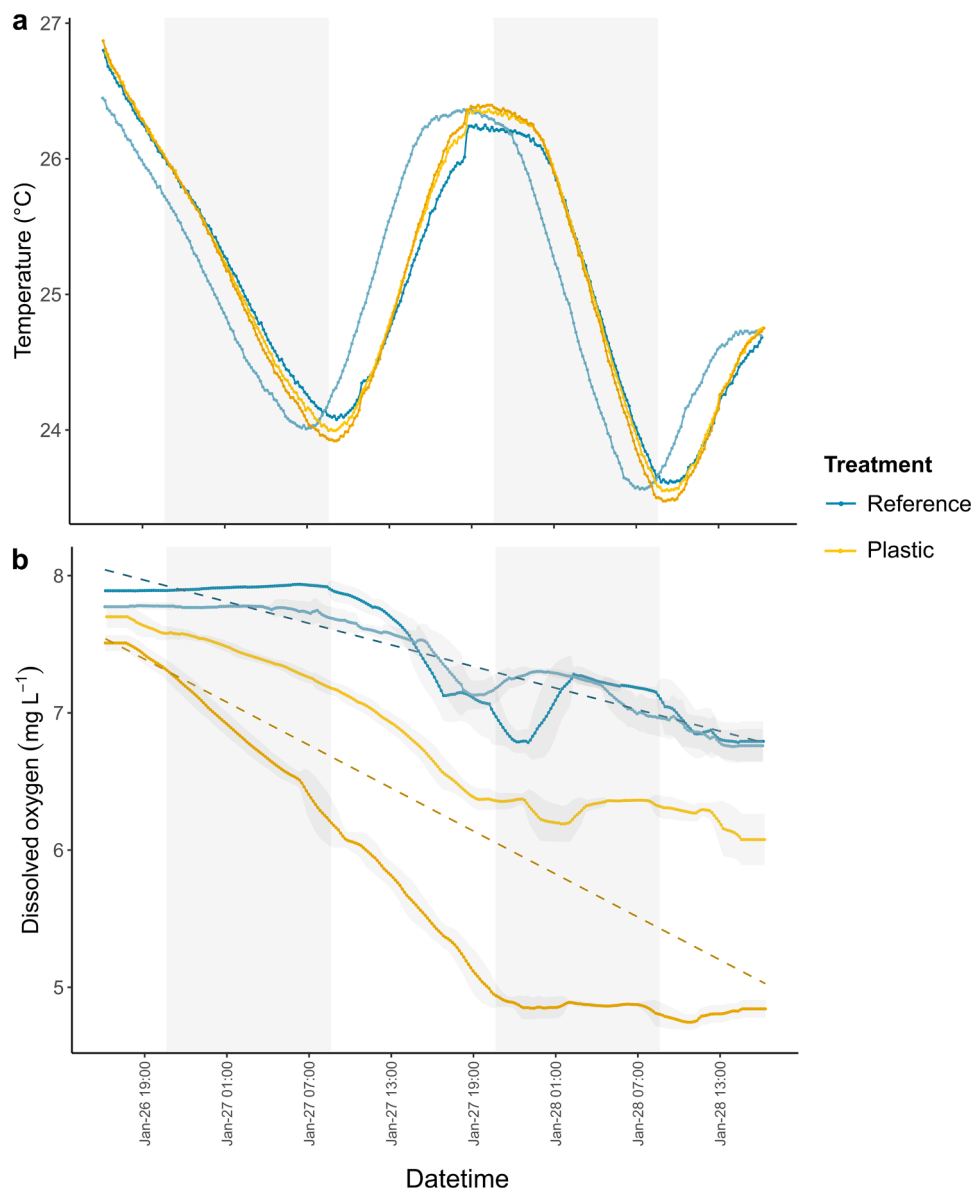 a
27
26
25
24
Temperature (°C)
b
8
7
6
5
Dissolved oxygen (mg L⁻¹)
Jan-26 19:00
Jan-27 01:00
Jan-27 07:00
Jan-27 13:00
Jan-27 19:00
Jan-28 01:00
Jan-28 07:00
Jan-28 13:00
Datetime
Treatment
Reference
Plastic